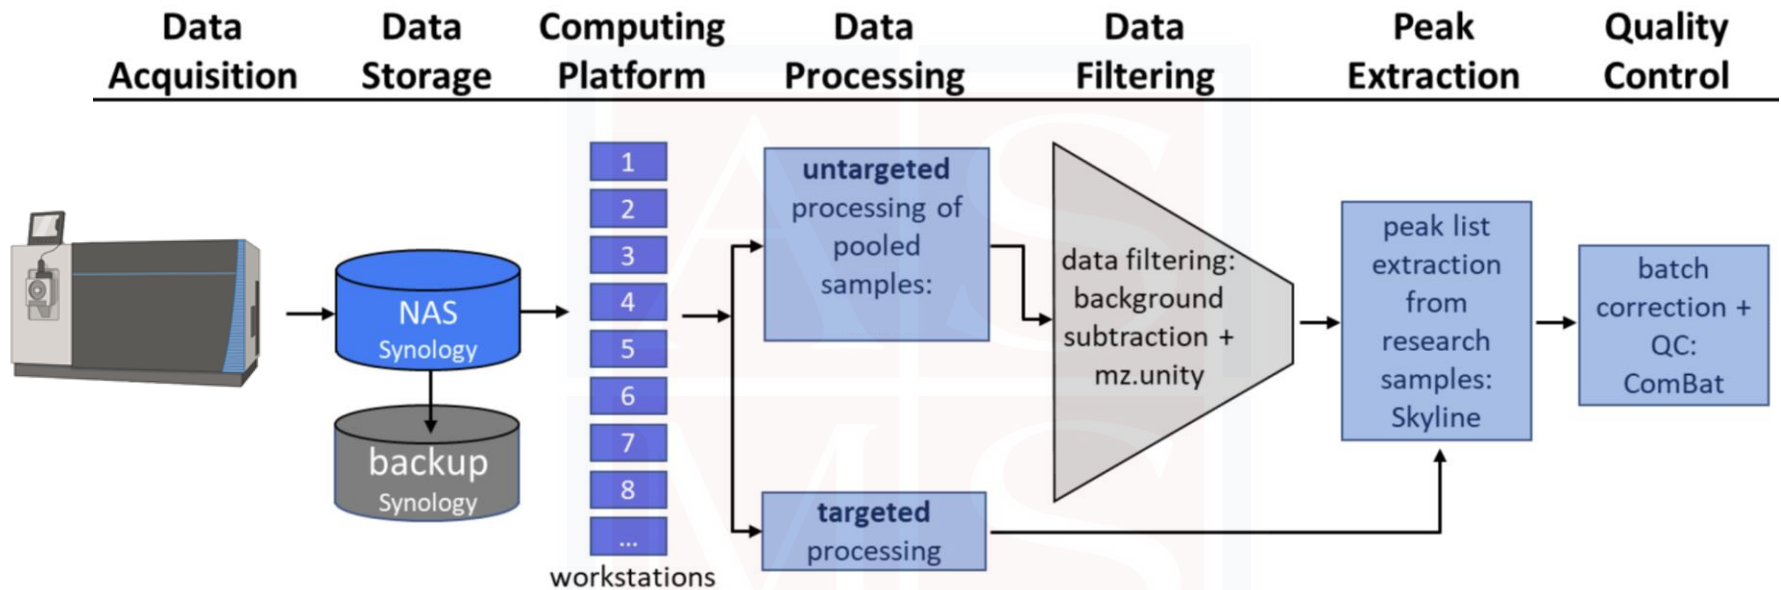 Data
Acquisition
Data
Storage
Computing
Platform
Data
Processing
Data
Filtering
Peak
Extraction
Quality
Control
NAS
Synology
backup
Synology
1
2
3
4
5
6
7
8
...
workstations
untargeted
processing of
pooled
samples:
targeted
processing
data filtering:
background
subtraction +
mz.unity
peak list
extraction
from
research
samples:
Skyline
batch
correction +
QC:
ComBat
A S
M S